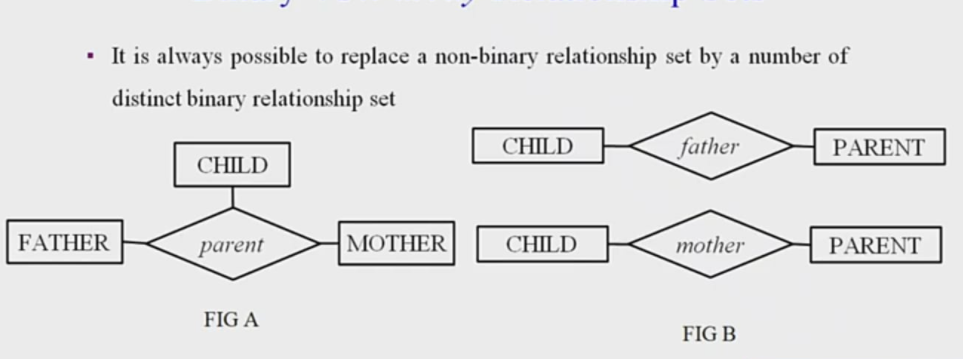 ▪ It is always possible to replace a non-binary relationship set by a number of
distinct binary relationship set
CHILD
FATHER
parent
MOTHER
FIG A
CHILD
father
PARENT
CHILD
mother
PARENT
FIG B